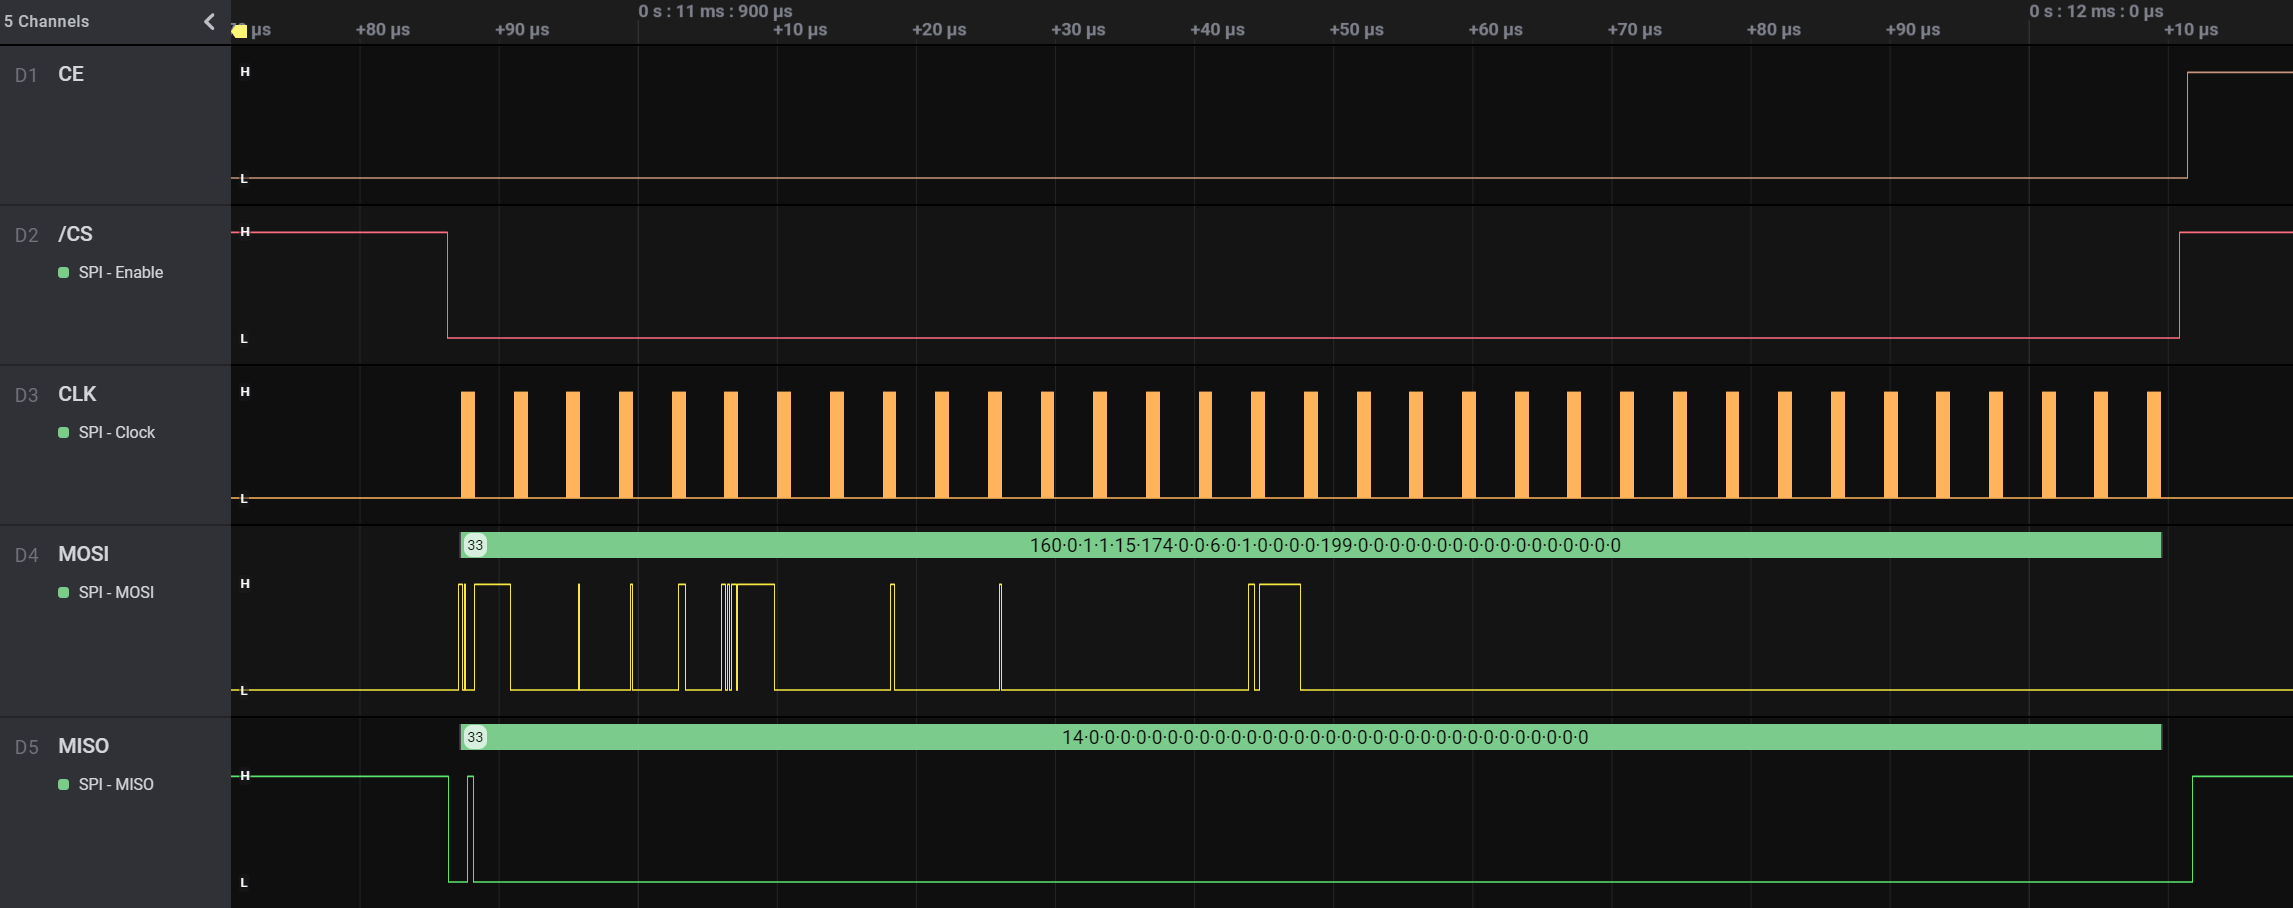 5 Channels
µs
+80 µs
+90 µs
0 s : 11 ms : 900 µs
+10 µs
+20 µs
+30 µs
+40 µs
+50 µs
+60 µs
+70 µs
+80 µs
+90 µs
0 s : 12 ms : 0 µs
+10 µs
D1 CE
H
L
D2 /CS
SPI - Enable
H
L
D3 CLK
SPI - Clock
H
L
D4 MOSI
SPI - MOSI
33
160·0·1·1·15·174·0·0·6·0·1·0·0·0·0·199·0·0·0·0·0·0·0·0·0·0·0·0·0·0·0·0·0
H
L
D5 MISO
SPI - MISO
33
14·0·0·0·0·0·0·0·0·0·0·0·0·0·0·0·0·0·0·0·0·0·0·0·0·0·0·0·0·0·0·0·0
H
L